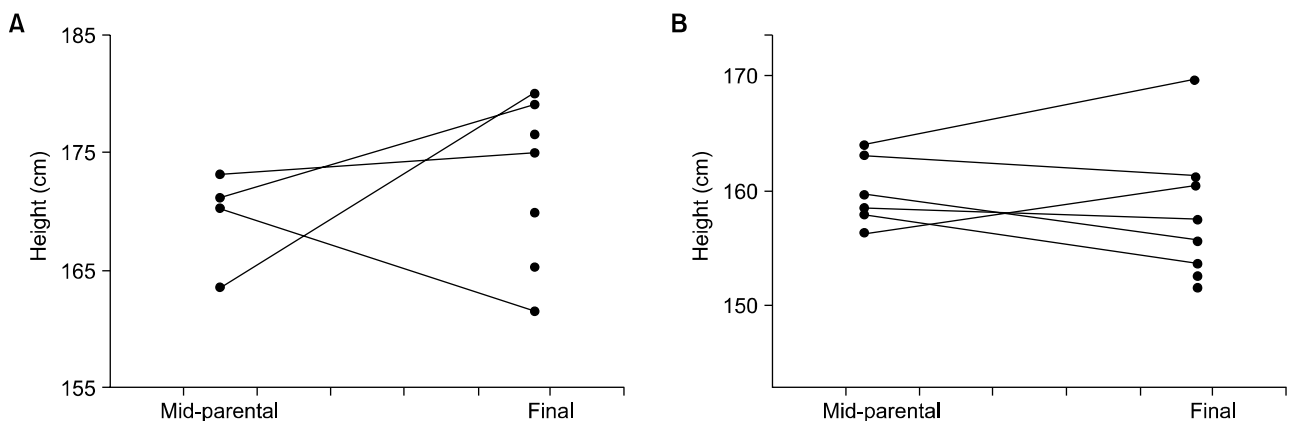 A
Height (cm)
185
175
165
155
Mid-parental
Final
B
Height (cm)
170
160
150
Mid-parental
Final